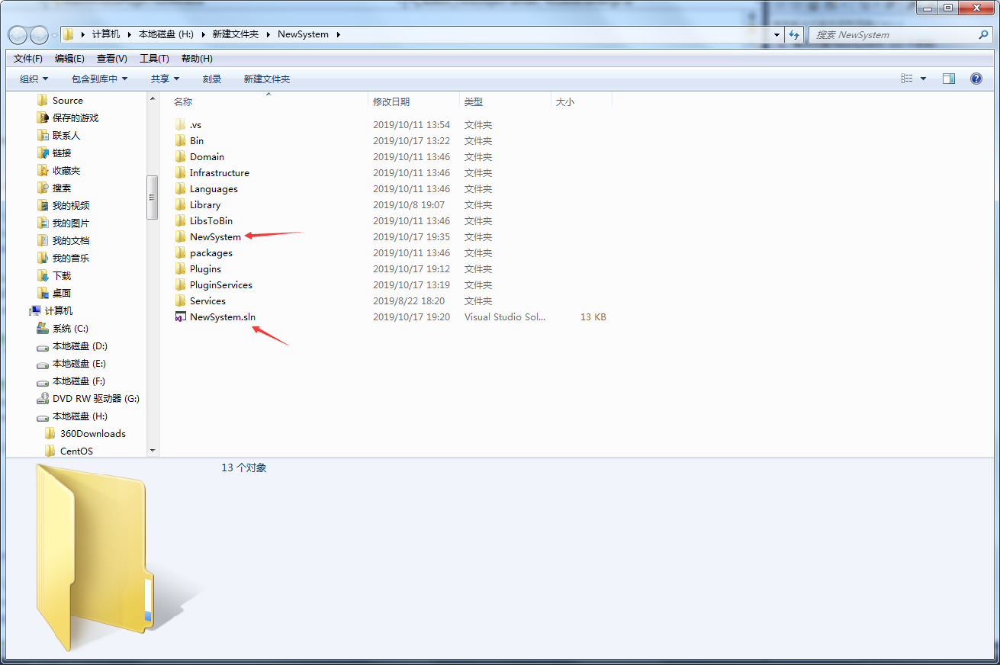 计算机 本地磁盘 (H:) 新建文件夹 NewSystem
搜索 NewSystem
文件(F) 编辑(E) 查看(V) 工具(T) 帮助(H)
组织 包含到库中 共享 刻录 新建文件夹
Source
保存的游戏
联系人
链接
收藏夹
搜索
我的视频
我的图片
我的文档
我的音乐
下载
桌面
计算机
系统 (C:)
本地磁盘 (D:)
本地磁盘 (E:)
本地磁盘 (F:)
DVD RW 驱动器 (G:)
本地磁盘 (H:)
360Downloads
CentOS
名称 修改日期 类型 大小
.vs 2019/10/11 13:54 文件夹
Bin 2019/10/17 13:22 文件夹
Domain 2019/10/11 13:46 文件夹
Infrastructure 2019/10/11 13:46 文件夹
Languages 2019/10/11 13:46 文件夹
Library 2019/10/8 19:07 文件夹
LibsToBin 2019/10/11 13:46 文件夹
NewSystem 2019/10/17 19:35 文件夹
packages 2019/10/11 13:46 文件夹
Plugins 2019/10/17 19:12 文件夹
PluginServices 2019/10/17 13:19 文件夹
Services 2019/8/22 18:20 文件夹
NewSystem.sln 2019/10/17 19:20 Visual Studio Sol... 13 KB
13 个对象